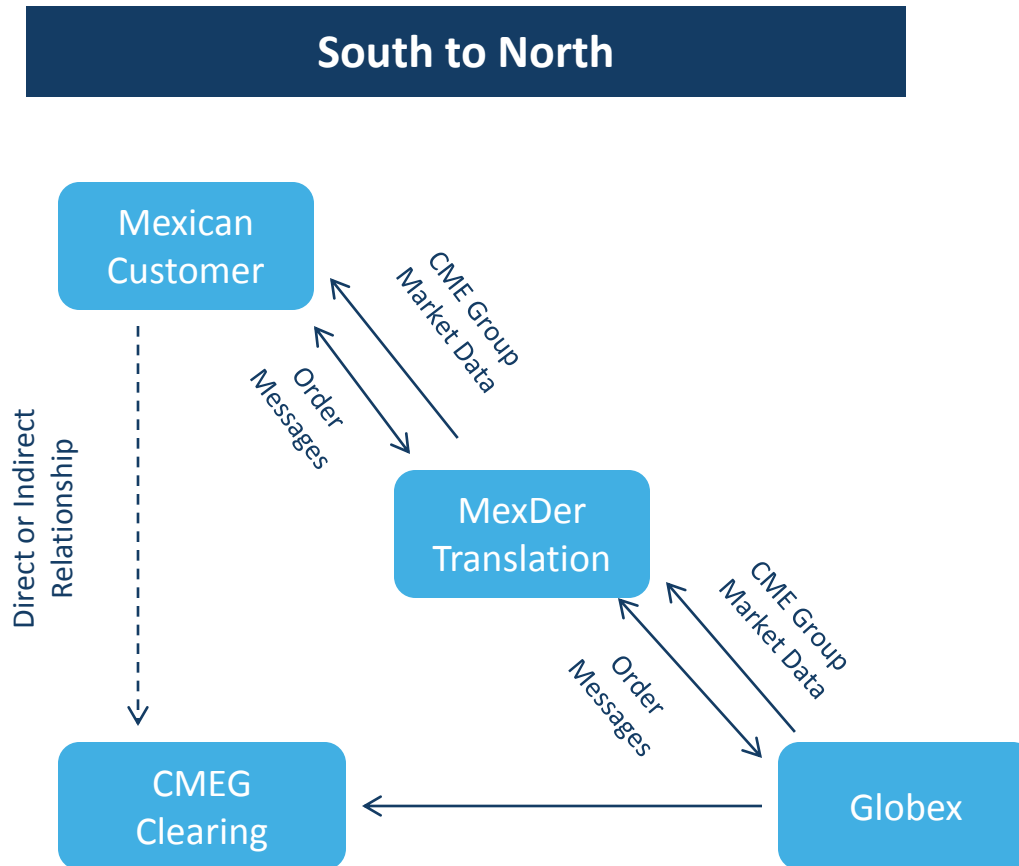 South to North
Mexican
Customer
CME Group
Market Data
Order
Messages
Direct or Indirect
Relationship
MexDer
Translation
CME Group
Market Data
Order
Messages
CMEG
Clearing
Globex